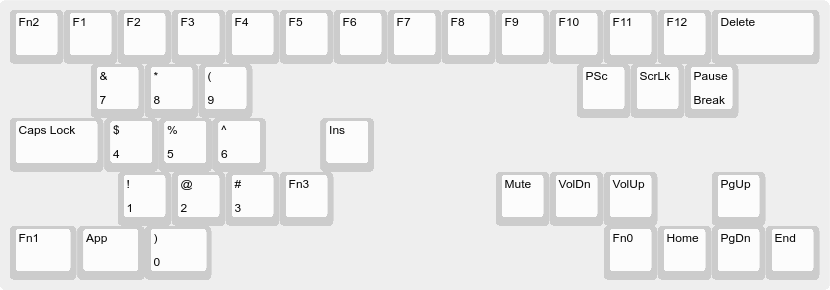 Fn2 F1 F2 F3 F4 F5 F6 F7 F8 F9 F10 F11 F12 Delete
& * ( PSc ScrLk Pause
7 8 9 Break
Caps Lock $ % ^ Ins
4 5 6
! @ # Fn3 Mute VolDn VolUp PgUp
1 2 3
Fn1 App ) Fn0 Home PgDn End
0